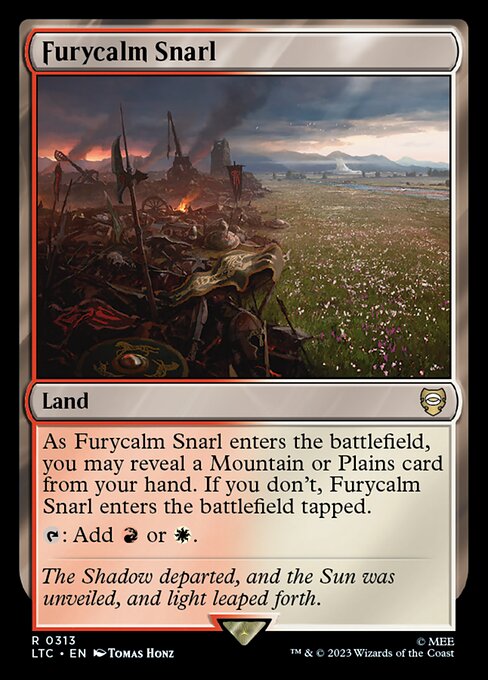 Furycalm Snarl
Land
As Furycalm Snarl enters the battlefield,
you may reveal a Mountain or Plains card
from your hand. If you don't, Furycalm
Snarl enters the battlefield tapped.
: Add or .
The Shadow departed, and the Sun was
unveiled, and light leaped forth.
R 0313
LTC • EN Tomas Honz
© MEE
™ & © 2023 Wizards of the Coast